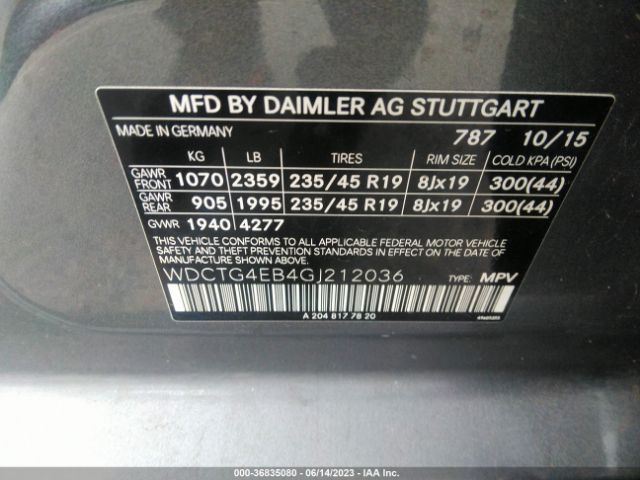 MFD BY DAIMLER AG STUTTGART
MADE IN GERMANY 787 10/15
KG LB TIRES RIM SIZE COLD KPA (PSI)
GAWR FRONT 1070 2359 235/45 R19 8Jx19 300(44)
GAWR REAR 905 1995 235/45 R19 8Jx19 300(44)
GVWR 1940 4277
THIS VEHICLE CONFORMS TO ALL APPLICABLE FEDERAL MOTOR VEHICLE
SAFETY AND THEFT PREVENTION STANDARDS IN EFFECT ON THE DATE
OF MANUFACTURE SHOWN ABOVE.
WDCTG4EB4GJ212036 TYPE: MPV
A 204 817 78 20
000-36835080 - 06/14/2023 - IAA Inc.